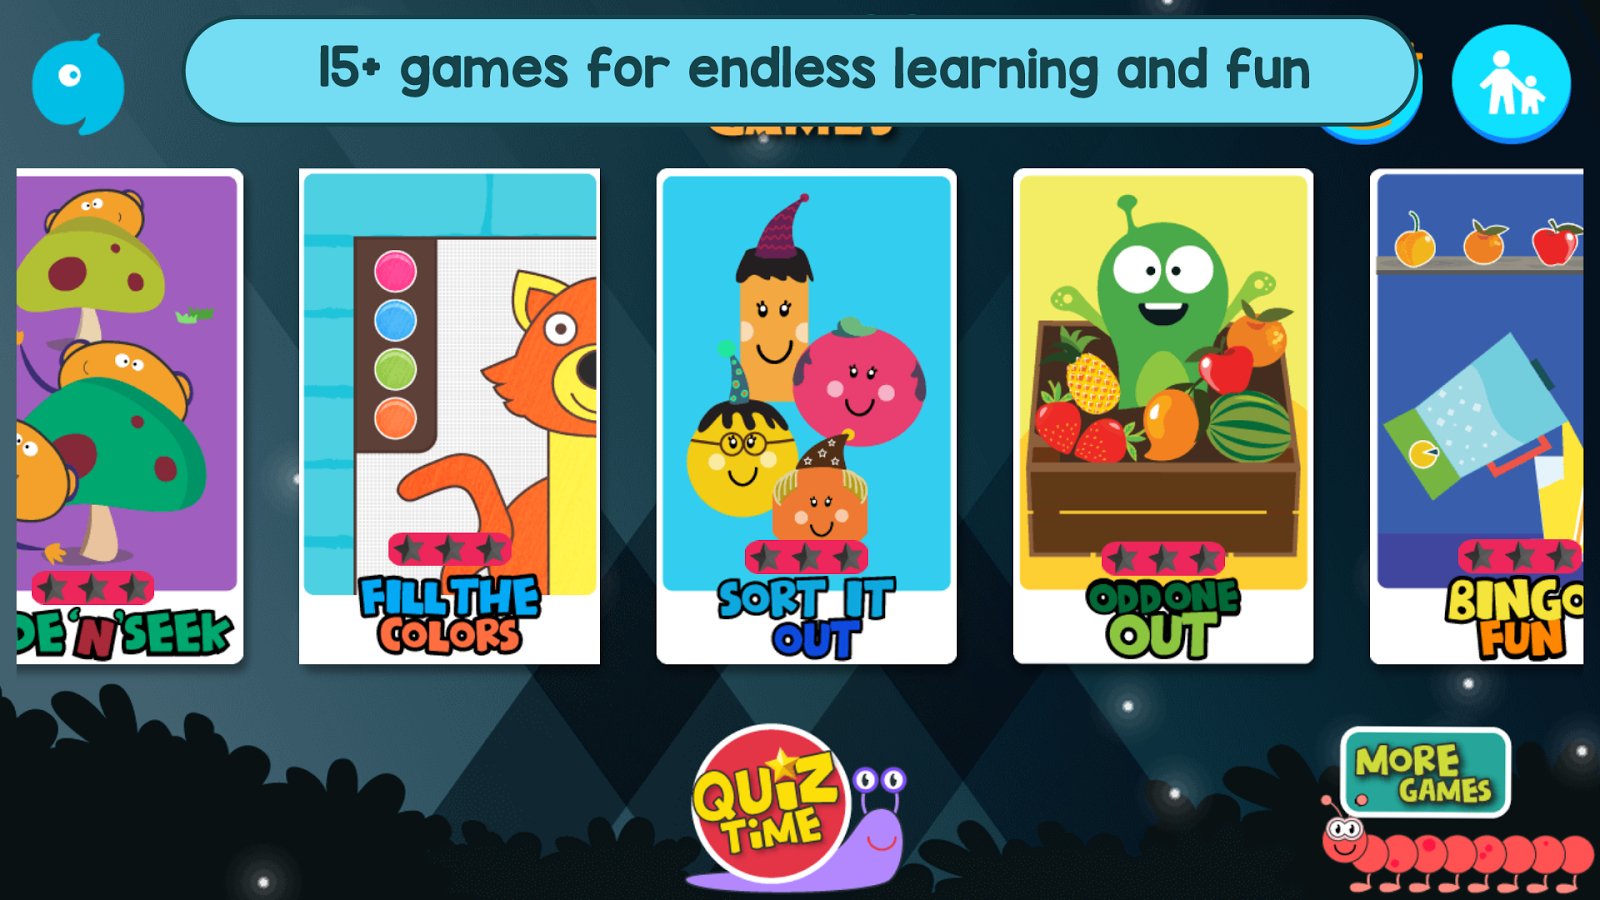 15+ games for endless learning and fun
GAMES
DE 'N' SEEK
FILL THE
COLORS
SORT IT
OUT
ODD ONE
OUT
BINGO
FUN
QUIZ
TIME
MORE
GAMES